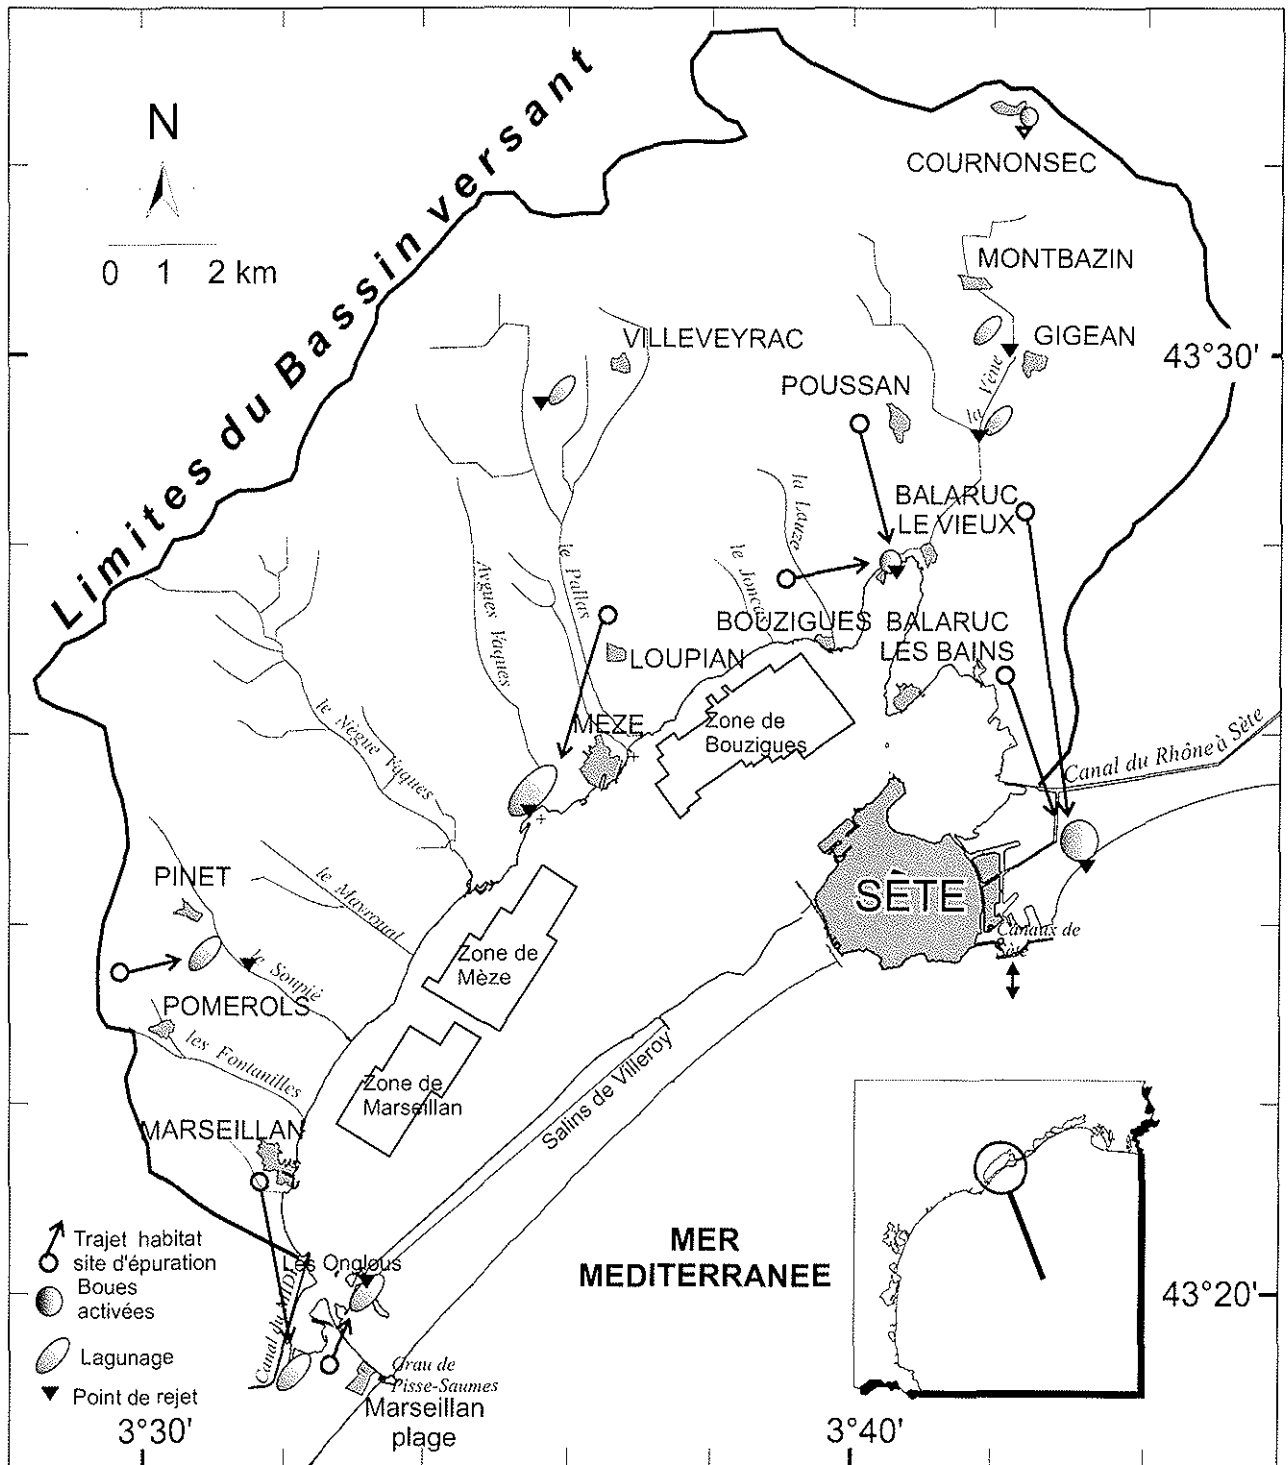 Limites du Bassin versant
N
0 1 2 km
COURNONSEC
MONTBAZIN
GIGEAN
43°30'
VILLEVEYRAC
POUSSAN
la Vène
BALARUC
LE VIEUX
la Lauze
le Joncas
le Pallas
Aygues Vaques
BOUZIGUES
BALARUC
LES BAINS
LOUPIAN
MEZE
Zone de
Bouzigues
le Nègue Vaques
Canal du Rhône à Sète
PINET
le Mayroual
SÈTE
Canaux de
Sète
Zone de
Mèze
le Soupié
POMEROLS
les Fontanilles
Zone de
Marseillan
Salins de Villeroy
MARSEILLAN
Trajet habitat
site d'épuration
Boues
activées
Lagunage
Point de rejet
Les Onglous
Canal du MIDI
MER
MEDITERRANEE
43°20'
Grau de
Pisse-Saumes
Marseillan
plage
3°30'
3°40'